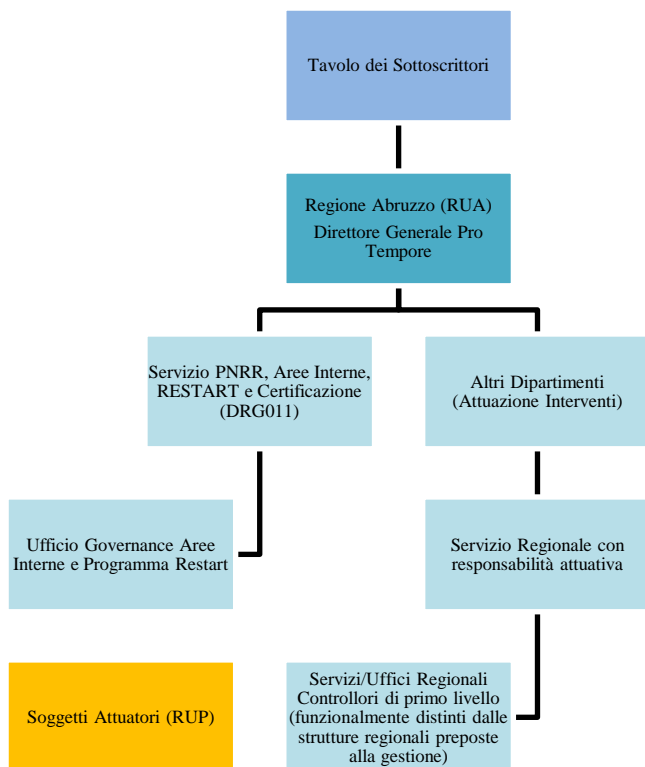 Tavolo dei Sottoscrittori
Regione Abruzzo (RUA)
Direttore Generale Pro
Tempore
Servizio PNRR, Aree Interne,
RESTART e Certificazione
(DRG011)
Altri Dipartimenti
(Attuazione Interventi)
Ufficio Governance Aree
Interne e Programma Restart
Servizio Regionale con
responsabilità attuativa
Soggetti Attuatori (RUP)
Servizi/Uffici Regionali
Controllori di primo livello
(funzionalmente distinti dalle
strutture regionali preposte
alla gestione)